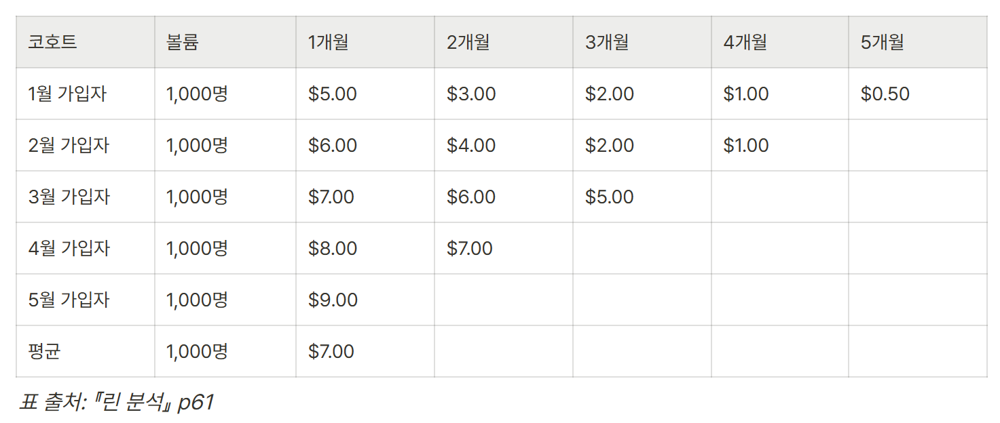 코호트 볼륨 1개월 2개월 3개월 4개월 5개월
1월 가입자 1,000명 $5.00 $3.00 $2.00 $1.00 $0.50
2월 가입자 1,000명 $6.00 $4.00 $2.00 $1.00
3월 가입자 1,000명 $7.00 $6.00 $5.00
4월 가입자 1,000명 $8.00 $7.00
5월 가입자 1,000명 $9.00
평균 1,000명 $7.00
표 출처: 『린 분석』 p61